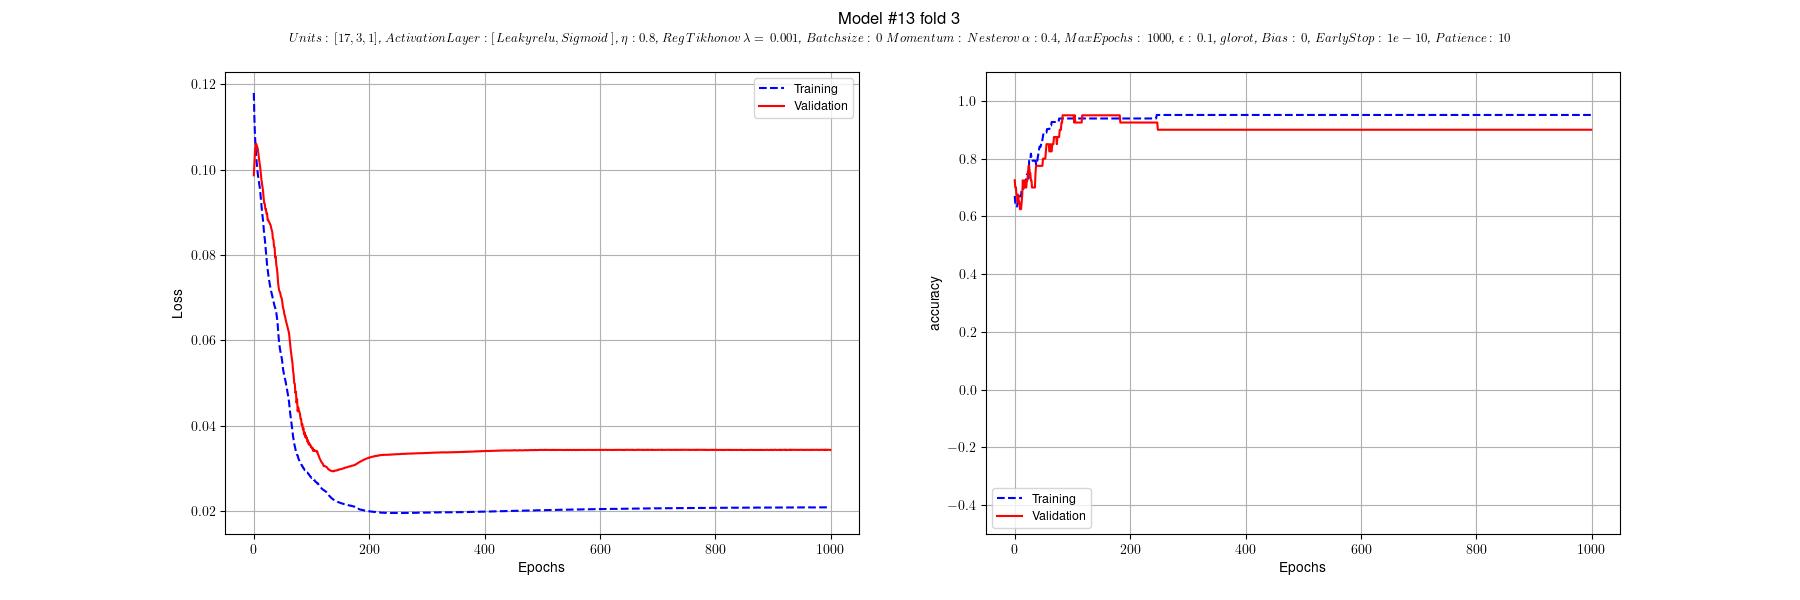 Model #13 fold 3
Units : [17, 3, 1], ActivationLayer : [Leakyrelu, Sigmoid], η : 0.8, RegTikhonov λ = 0.001, Batchsize : 0 Momentum : Nesterov α : 0.4, MaxEpochs : 1000, ϵ : 0.1, glorot, Bias : 0, EarlyStop : 1e − 10, Patience : 10
0.12
0.10
0.08
0.06
0.04
0.02
Loss
0 200 400 600 800 1000
Epochs
Training
Validation
1.0
0.8
0.6
0.4
0.2
0.0
−0.2
−0.4
accuracy
0 200 400 600 800 1000
Epochs
Training
Validation